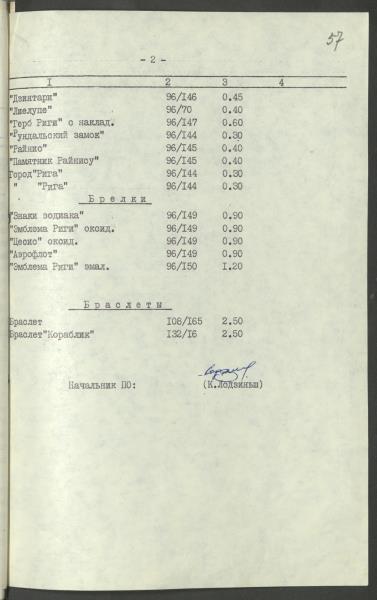 57
- 2 -
I 2 3 4
"Дзинтари" 96/I46 0.45
"Лиелупе" 96/70 0.40
"Герб Риги" с наклад. 96/I47 0.60
"Рундальский замок" 96/I44 0.30
"Райнис" 96/I45 0.40
"Памятник Райнису" 96/I45 0.40
Город"Рига" 96/I44 0.30
" "Рига" 96/I44 0.30
Брелки
"Знаки зодиака" 96/I49 0.90
"Эмблема Риги" оксид. 96/I49 0.90
"Цесис" оксид. 96/I49 0.90
"Аэрофлот" 96/I49 0.90
"Эмблема Риги" эмал. 96/I50 I.20
Браслеты
Браслет I08/I65 2.50
Браслет"Кораблик" I32/I6 2.50
Начальник ПО: (К.Лодзиньш)